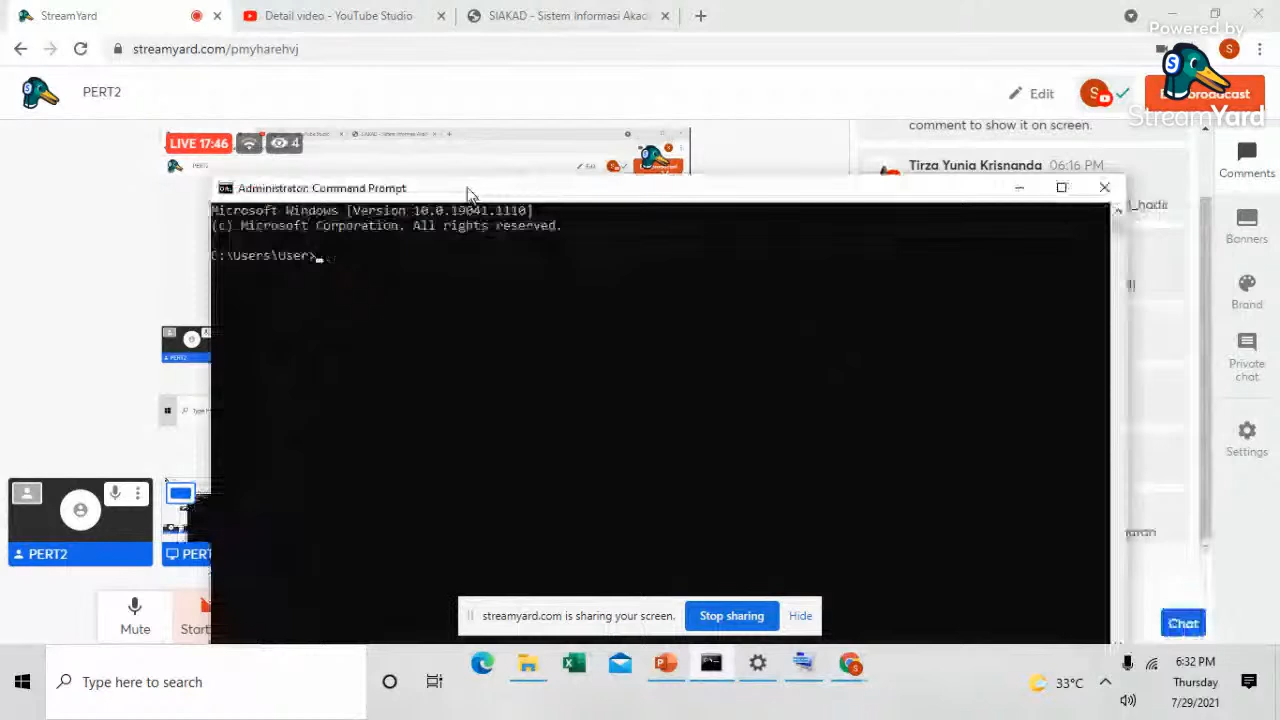 StreamYard
Detail video - YouTube Studio
SIAKAD - Sistem Informasi Akad
streamyard.com/pmyharehvj
S
Powered by
StreamYard
PERT2
Edit
S
broadcast
LIVE 17:46
4
comment to show it on screen.
Tirza Yunia Krisnanda 06:16 PM
Comments
Administrator: Command Prompt
Microsoft Windows [Version 10.0.19041.1110]
(c) Microsoft Corporation. All rights reserved.
C:\Users\User>
_hadir
Banners
Brand
Private
chat
Settings
PERT2
PERT
Mute
Start
streamyard.com is sharing your screen.
Stop sharing
Hide
Chat
Type here to search
33°C
6:32 PM
Thursday
7/29/2021